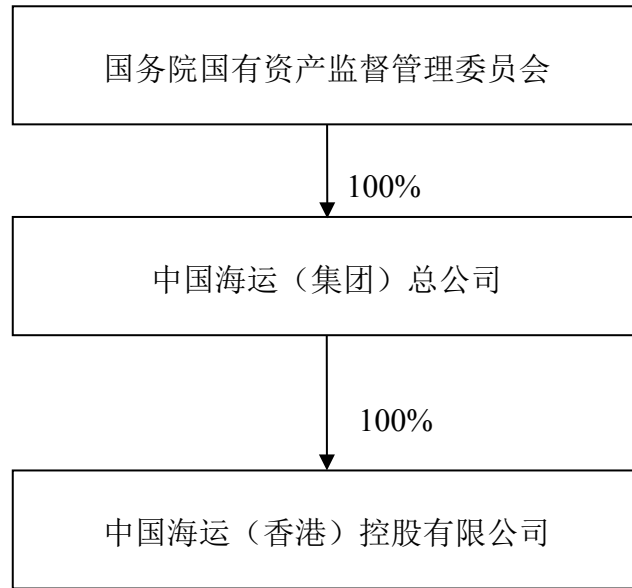 国务院国有资产监督管理委员会
100%
中国海运（集团）总公司
100%
中国海运（香港）控股有限公司